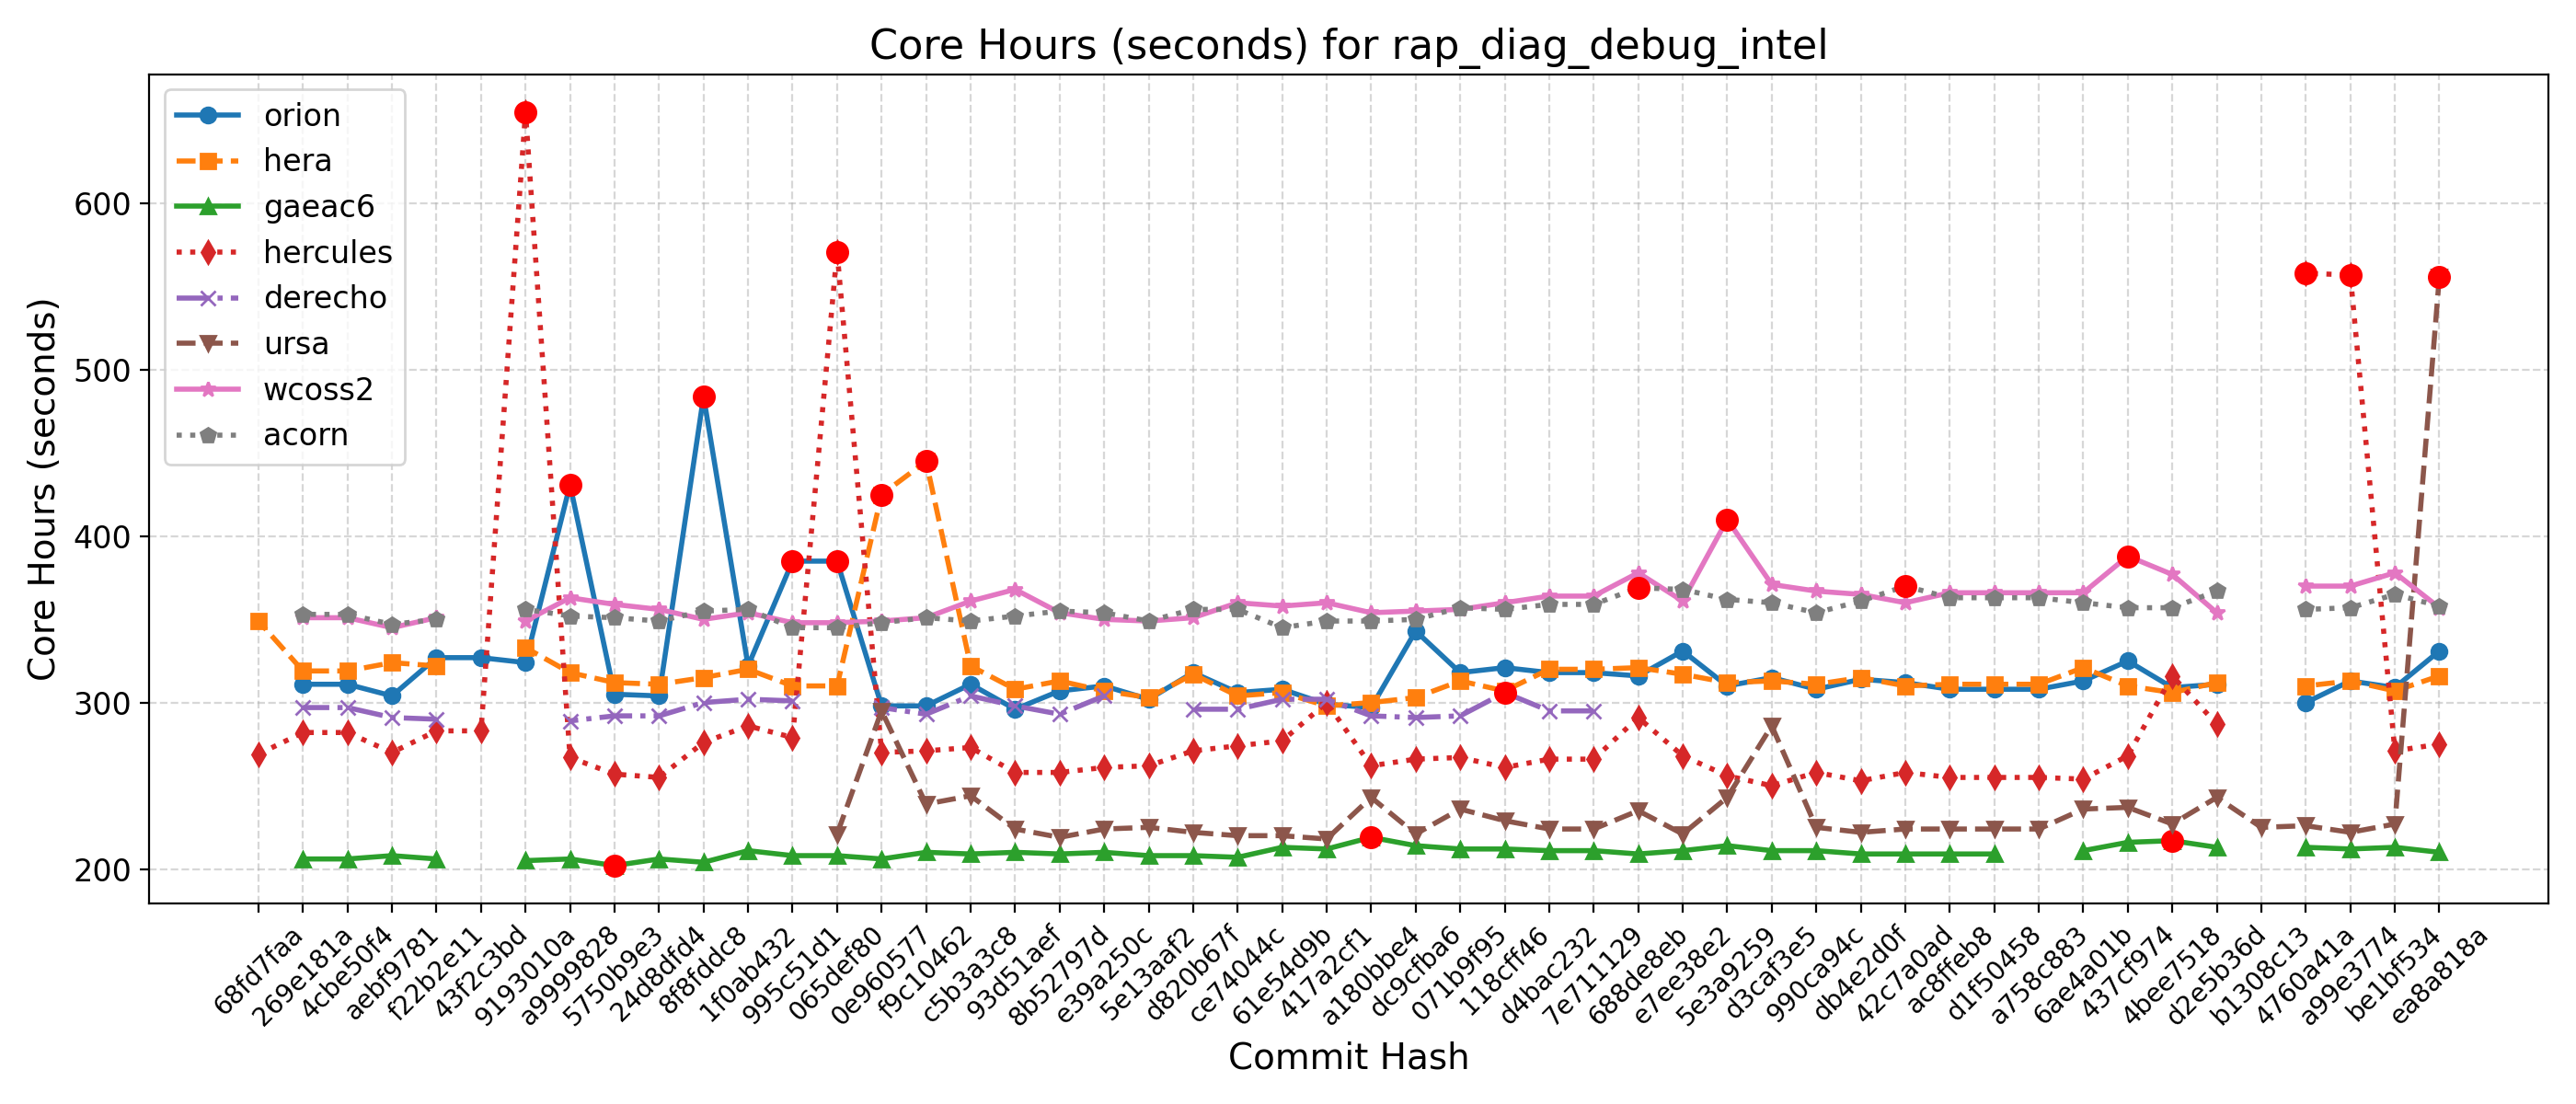 Core Hours (seconds) for rap_diag_debug_intel
Core Hours (seconds)
600
500
400
300
200
orion
hera
gaeac6
hercules
derecho
ursa
wcoss2
acorn
68fd7faa
269e181a
4cbe50f4
aebf9781
f22b2e11
43f2c3bd
9193010a
a9999828
5750b9e3
24d8dfd4
8f8fddc8
1f0ab432
995c51d1
065def80
0e960577
f9c10462
c5b3a3c8
93d51aef
8b52797d
e39a250c
5e13aaf2
d820b67f
ce74044c
61e54d9b
417a2cf1
a180bbe4
dc9cfba6
071b9f95
118cff46
d4bac232
7e711129
688de8eb
e7ee38e2
5e3a9259
d3caf3e5
990ca94c
db4e2d0f
42c7a0ad
ac8ffeb8
d1f50458
a758c883
6ae4a01b
437cf974
4bee7518
d2e5b36d
b1308c13
4760a41a
a99e3774
be1bf534
ea8a818a
Commit Hash